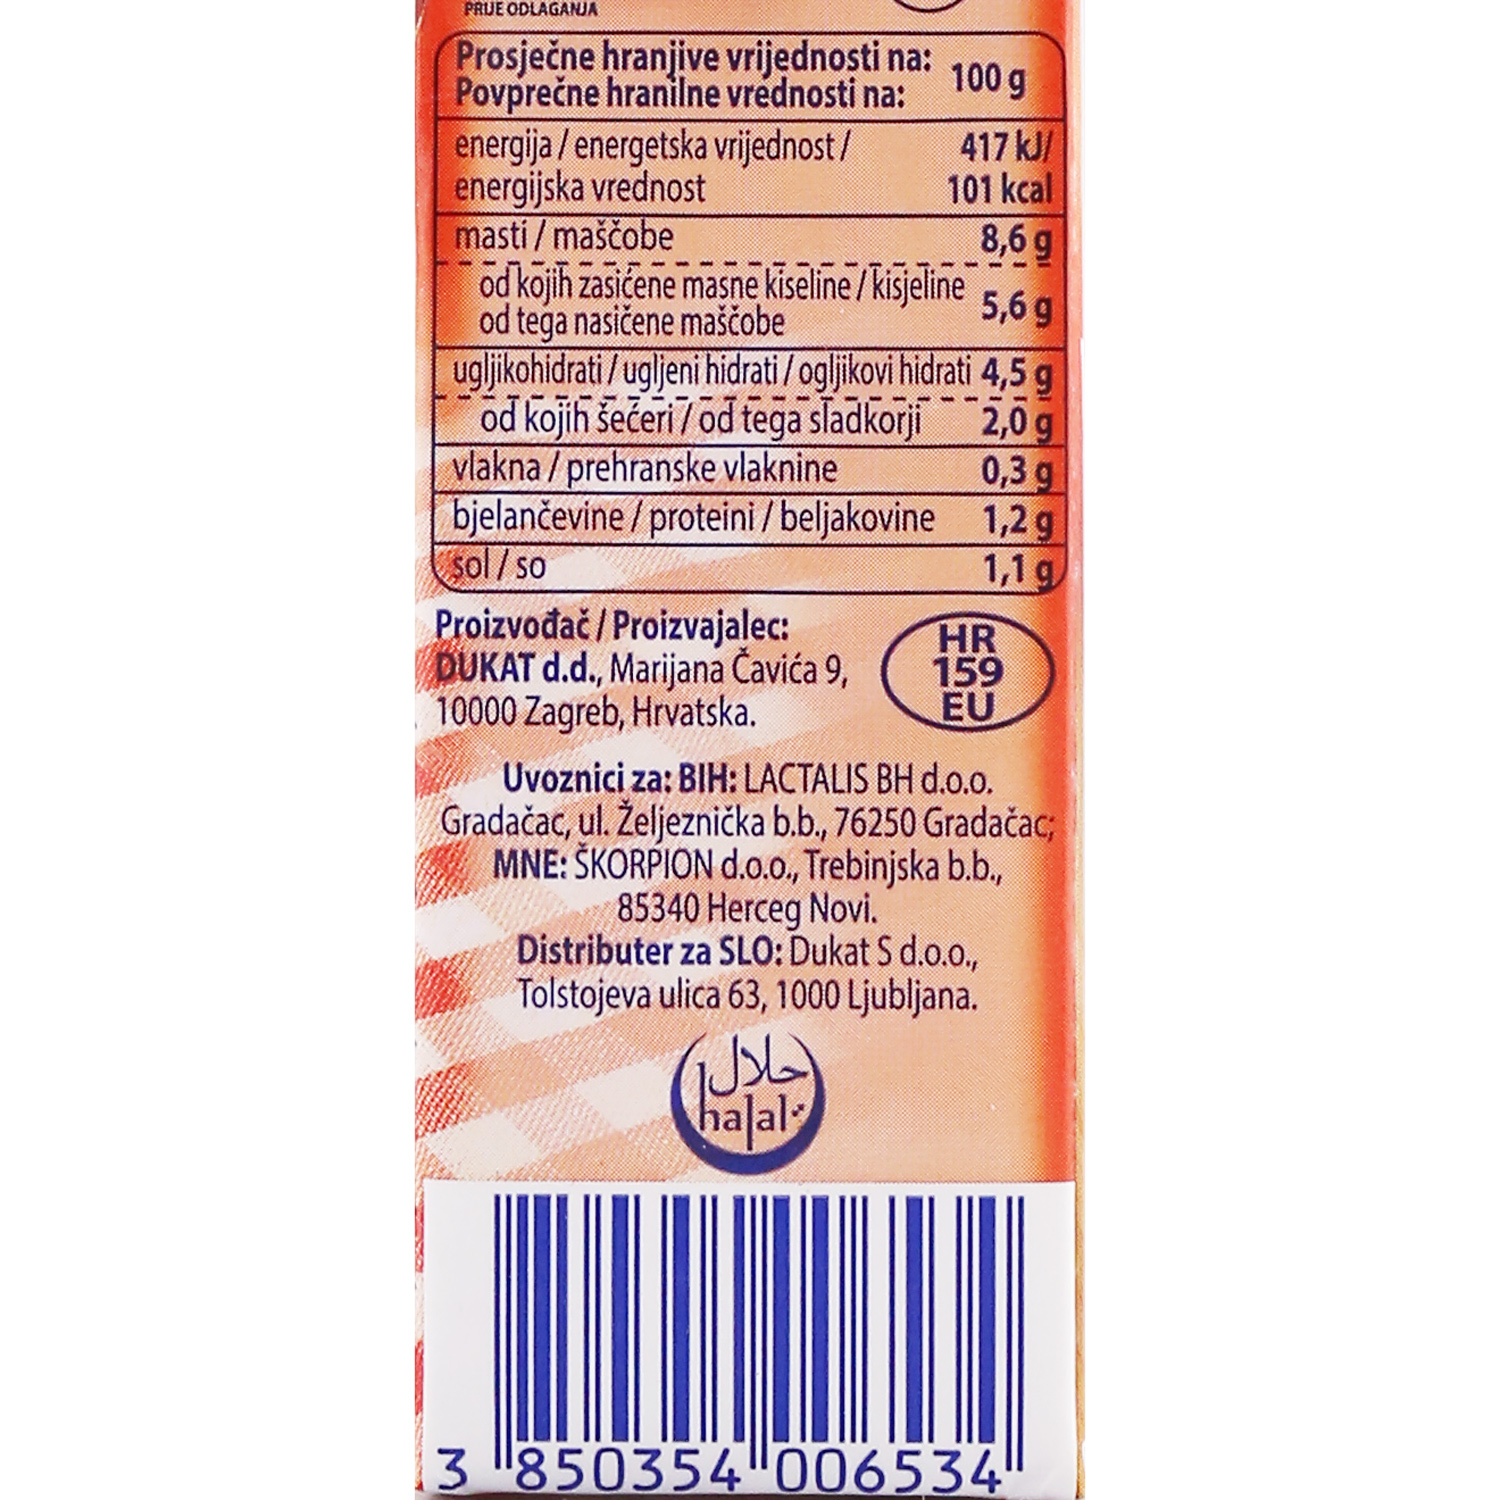 PRIJE ODLAGANJA
Prosječne hranjive vrijednosti na:
Povprečne hranilne vrednosti na:
100 g
energija / energetska vrijednost /
energijska vrednost
417 kJ/
101 kcal
masti / maščobe 8,6 g
od kojih zasićene masne kiseline / kisjeline
od tega nasičene maščobe
5,6 g
ugljikohidrati / ugljeni hidrati / ogljikovi hidrati 4,5 g
od kojih šećeri / od tega sladkorji 2,0 g
vlakna / prehranske vlaknine 0,3 g
bjelančevine / proteini / beljakovine 1,2 g
sol / so 1,1 g
Proizvođač / Proizvajalec:
DUKAT d.d., Marijana Čavića 9,
10000 Zagreb, Hrvatska.
HR
159
EU
Uvoznici za: BIH: LACTALIS BH d.o.o.
Gradačac, ul. Željeznička b.b., 76250 Gradačac;
MNE: ŠKORPION d.o.o., Trebinjska b.b.,
85340 Herceg Novi.
Distributer za SLO: Dukat S d.o.o.,
Tolstojeva ulica 63, 1000 Ljubljana.
حلال
halal
3 850354 006534